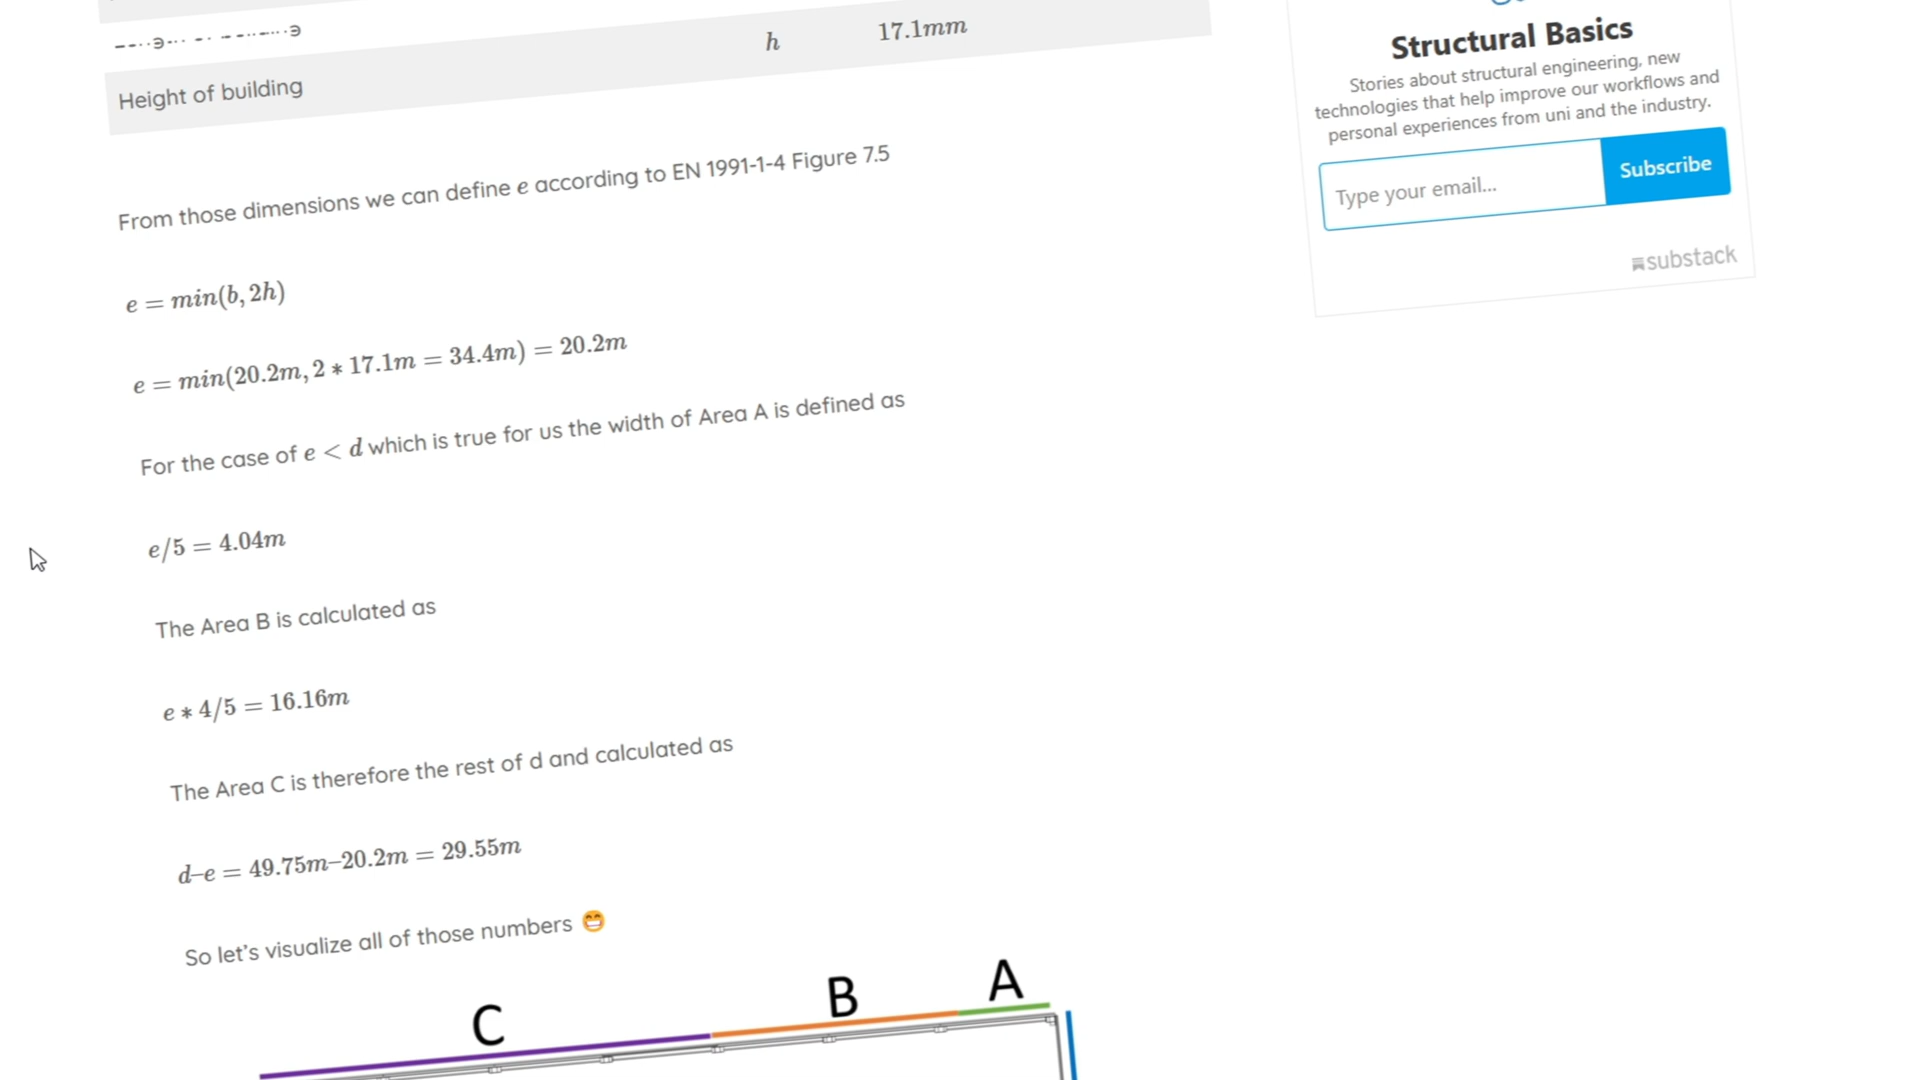 Height of building h 17.1mm
From those dimensions we can define e according to EN 1991-1-4 Figure 7.5
e = min(b, 2h)
e = min(20.2m, 2 ∗ 17.1m = 34.4m) = 20.2m
For the case of e < d which is true for us the width of Area A is defined as
e/5 = 4.04m
The Area B is calculated as
e ∗ 4/5 = 16.16m
The Area C is therefore the rest of d and calculated as
d–e = 49.75m–20.2m = 29.55m
So let's visualize all of those numbers 😁
C B A
Structural Basics
Stories about structural engineering, new
technologies that help improve our workflows and
personal experiences from uni and the industry.
Type your email...
Subscribe
substack